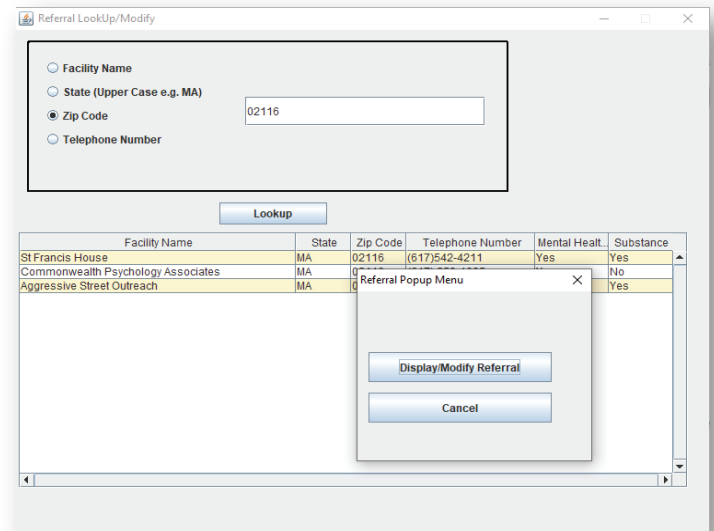 Referral LookUp/Modify
Facility Name
State (Upper Case e.g. MA)
Zip Code 02116
Telephone Number
Lookup
Facility Name State Zip Code Telephone Number Mental Healt... Substance
St Francis House MA 02116 (617)542-4211 Yes Yes
Commonwealth Psychology Associates MA No
Aggressive Street Outreach MA Yes
Referral Popup Menu
Display/Modify Referral
Cancel